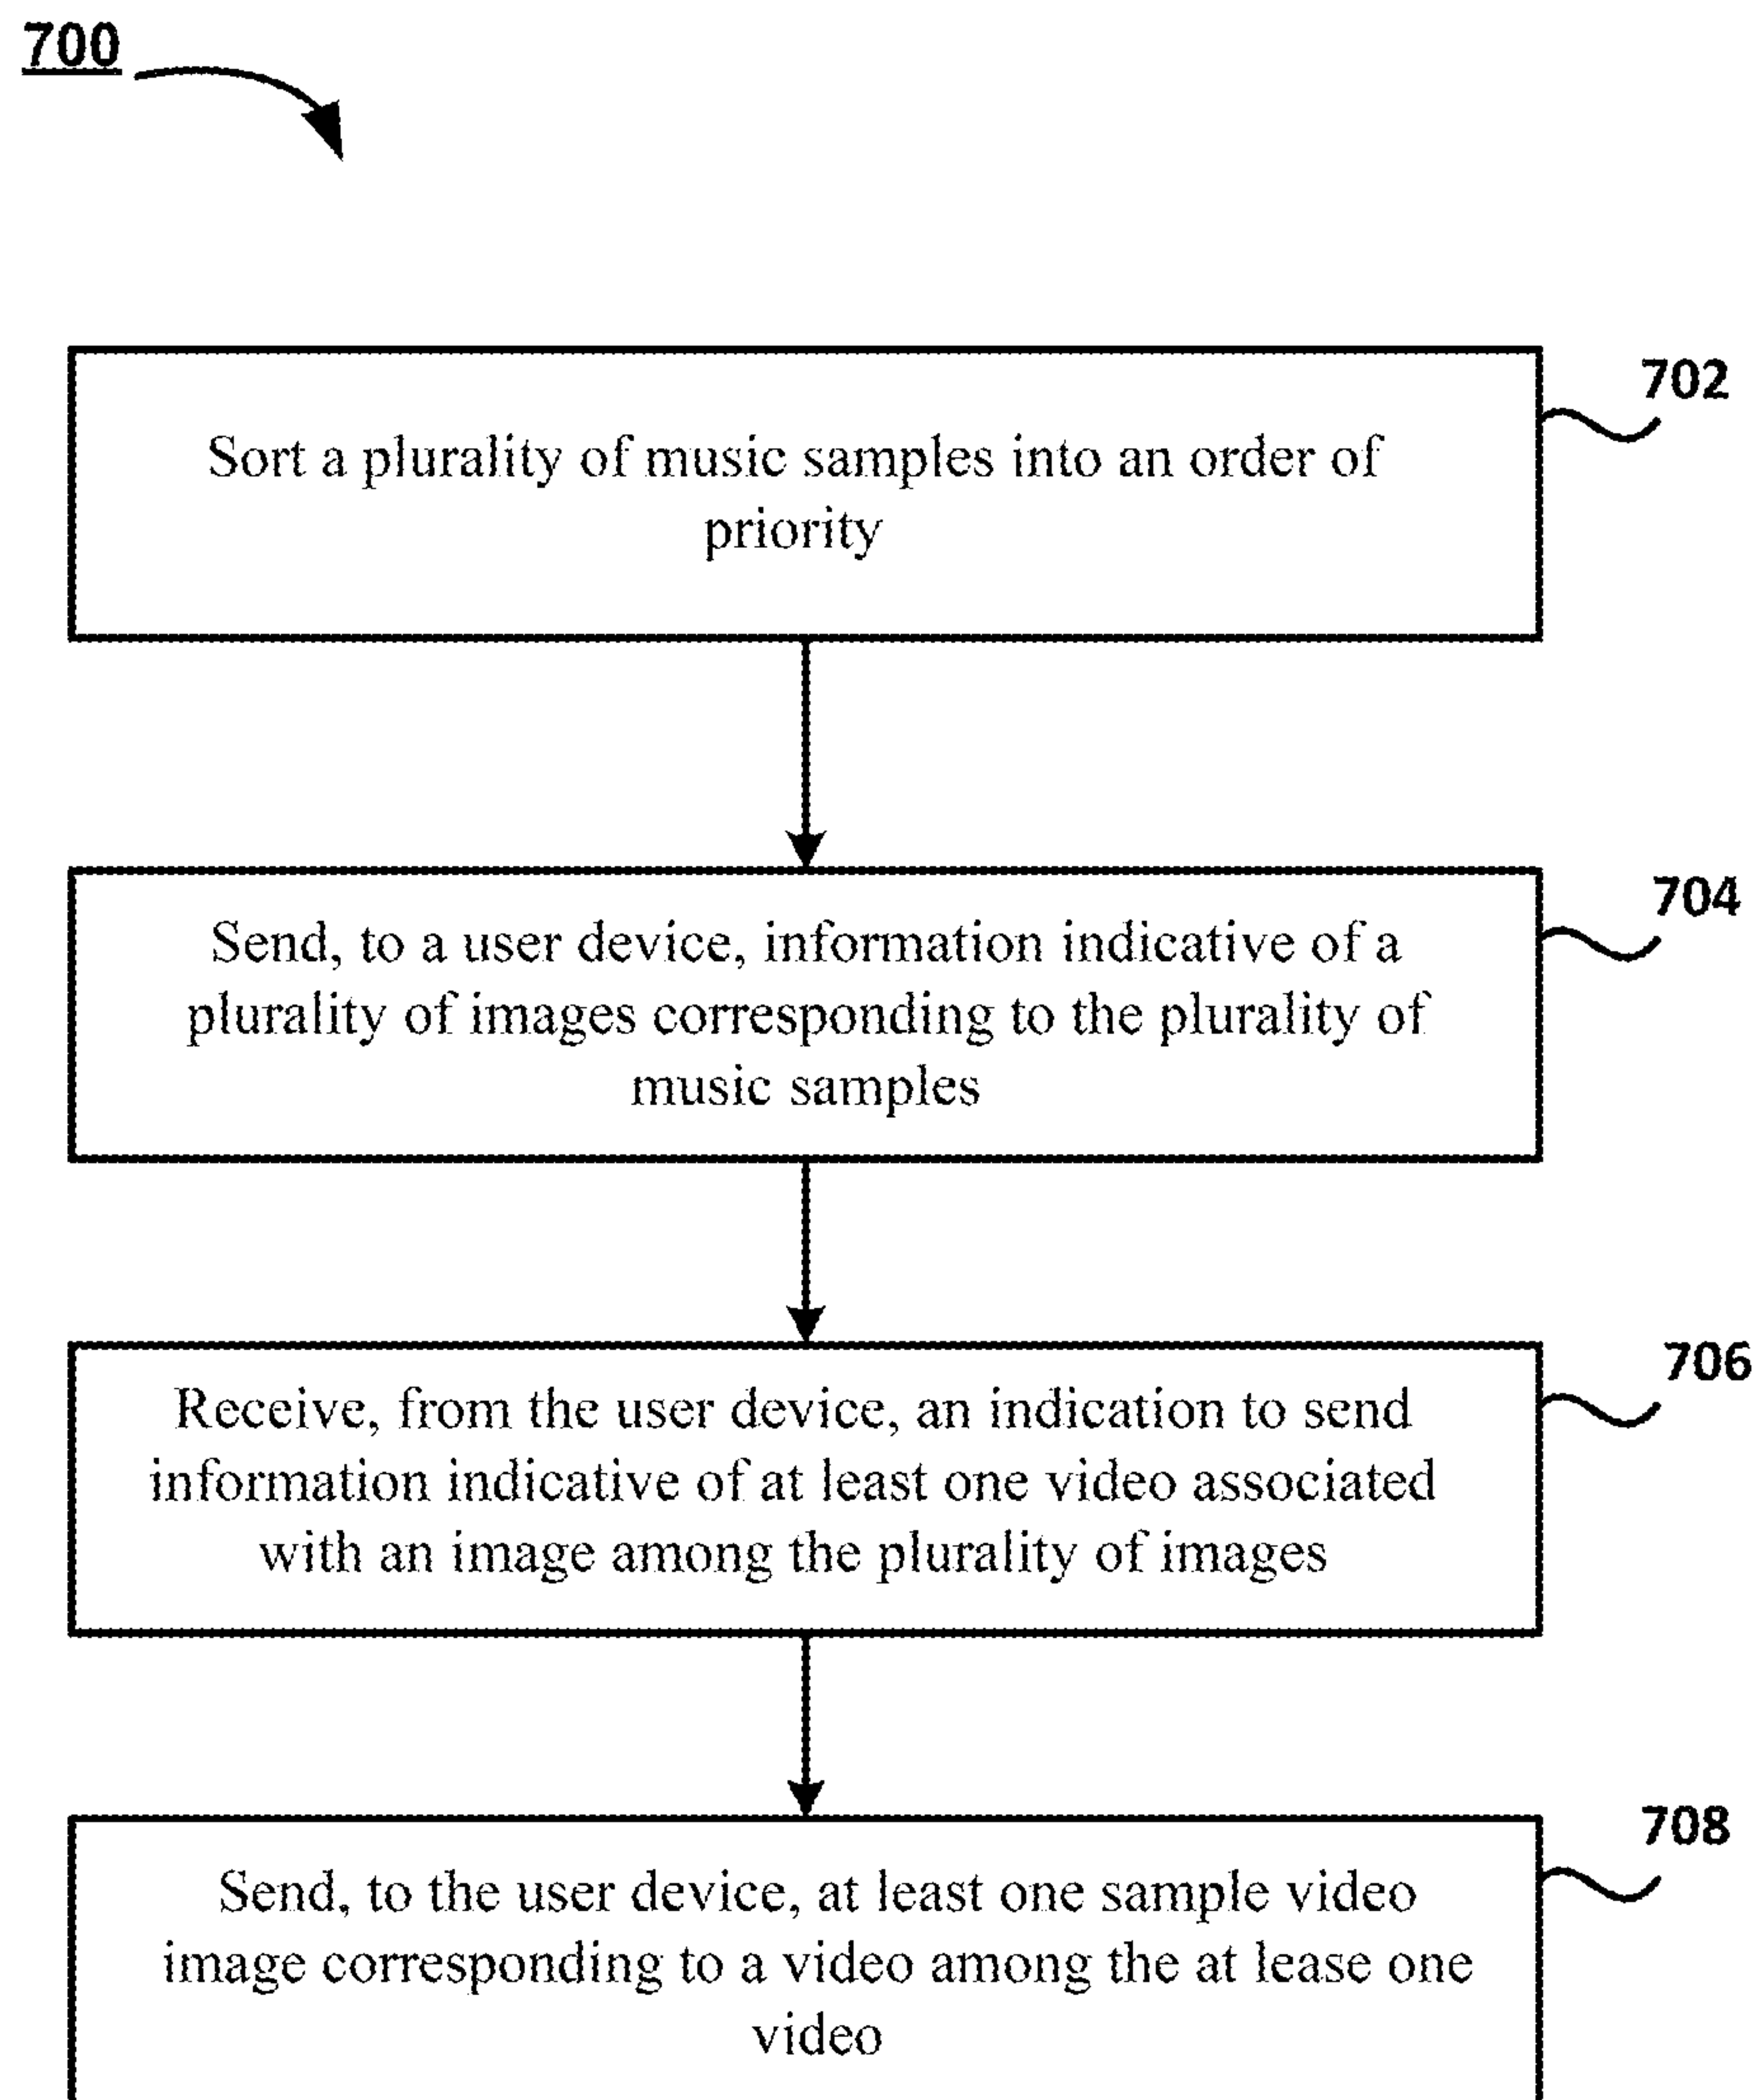 700
702
Sort a plurality of music samples into an order of
priority
704
Send, to a user device, information indicative of a
plurality of images corresponding to the plurality of
music samples
706
Receive, from the user device, an indication to send
information indicative of at least one video associated
with an image among the plurality of images
708
Send, to the user device, at least one sample video
image corresponding to a video among the at lease one
video